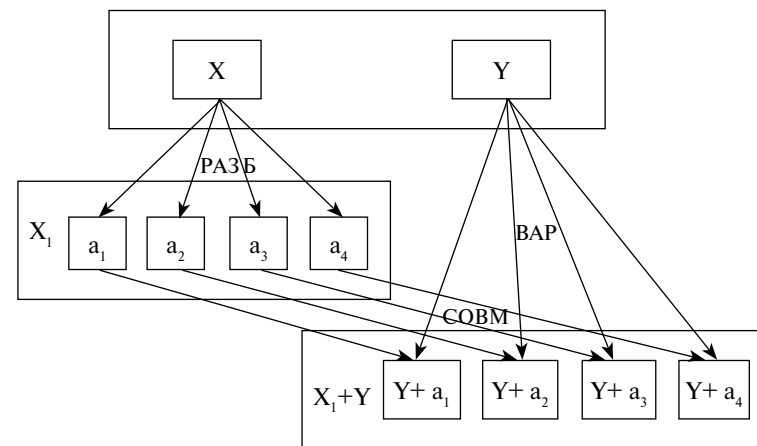 X Y
РАЗБ
X₁ a₁ a₂ a₃ a₄
ВАР
СОВМ
X₁+Y Y+ a₁ Y+ a₂ Y+ a₃ Y+ a₄